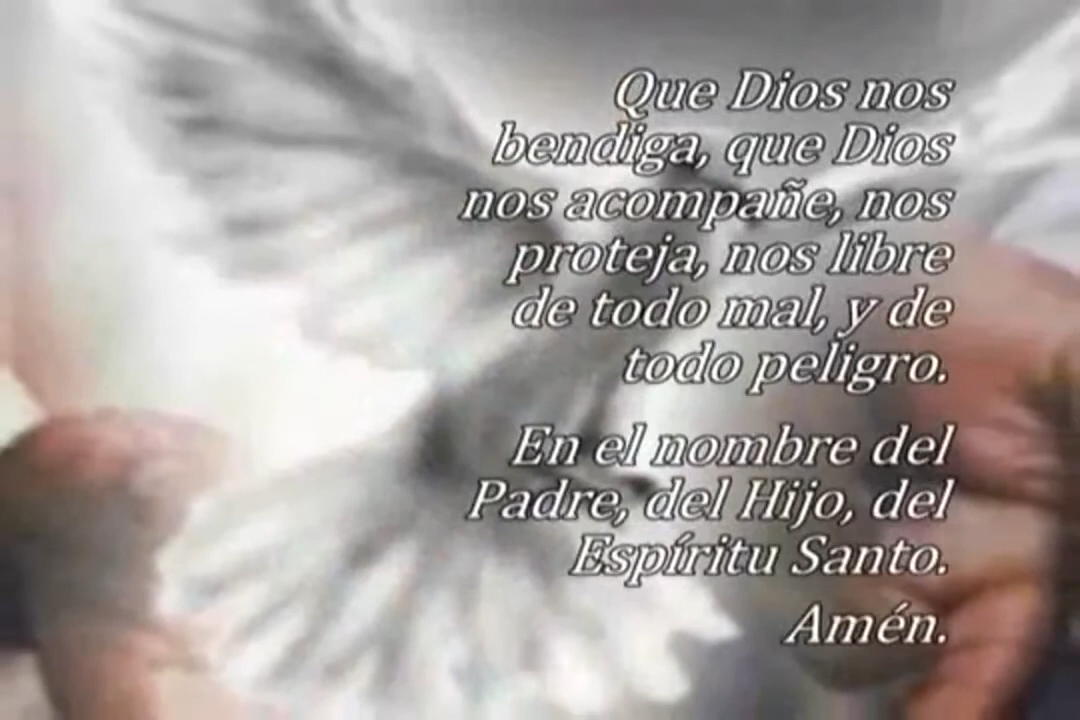 Que Dios nos
bendiga, que Dios
nos acompañe, nos
proteja, nos libre
de todo mal, y de
todo peligro.
En el nombre del
Padre, del Hijo, del
Espíritu Santo.
Amén.